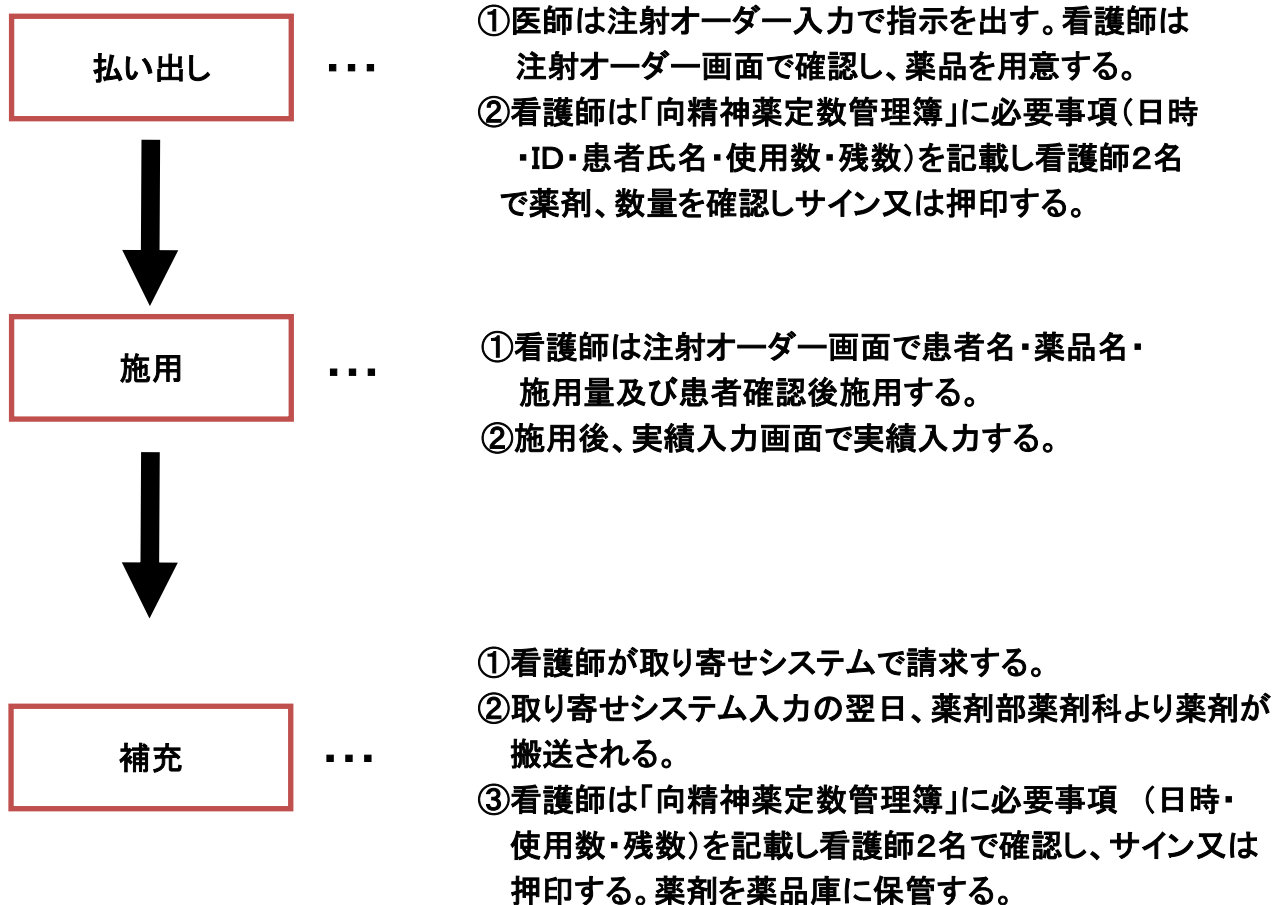 払い出し
・・・
①医師は注射オーダー入力で指示を出す。看護師は
注射オーダー画面で確認し、薬品を用意する。
②看護師は「向精神薬定数管理簿」に必要事項（日時
・ID・患者氏名・使用数・残数）を記載し看護師２名
で薬剤、数量を確認しサイン又は押印する。
施用
・・・
①看護師は注射オーダー画面で患者名・薬品名・
施用量及び患者確認後施用する。
②施用後、実績入力画面で実績入力する。
補充
・・・
①看護師が取り寄せシステムで請求する。
②取り寄せシステム入力の翌日、薬剤部薬剤科より薬剤が
搬送される。
③看護師は「向精神薬定数管理簿」に必要事項　（日時・
使用数・残数）を記載し看護師２名で確認し、サイン又は
押印する。薬剤を薬品庫に保管する。